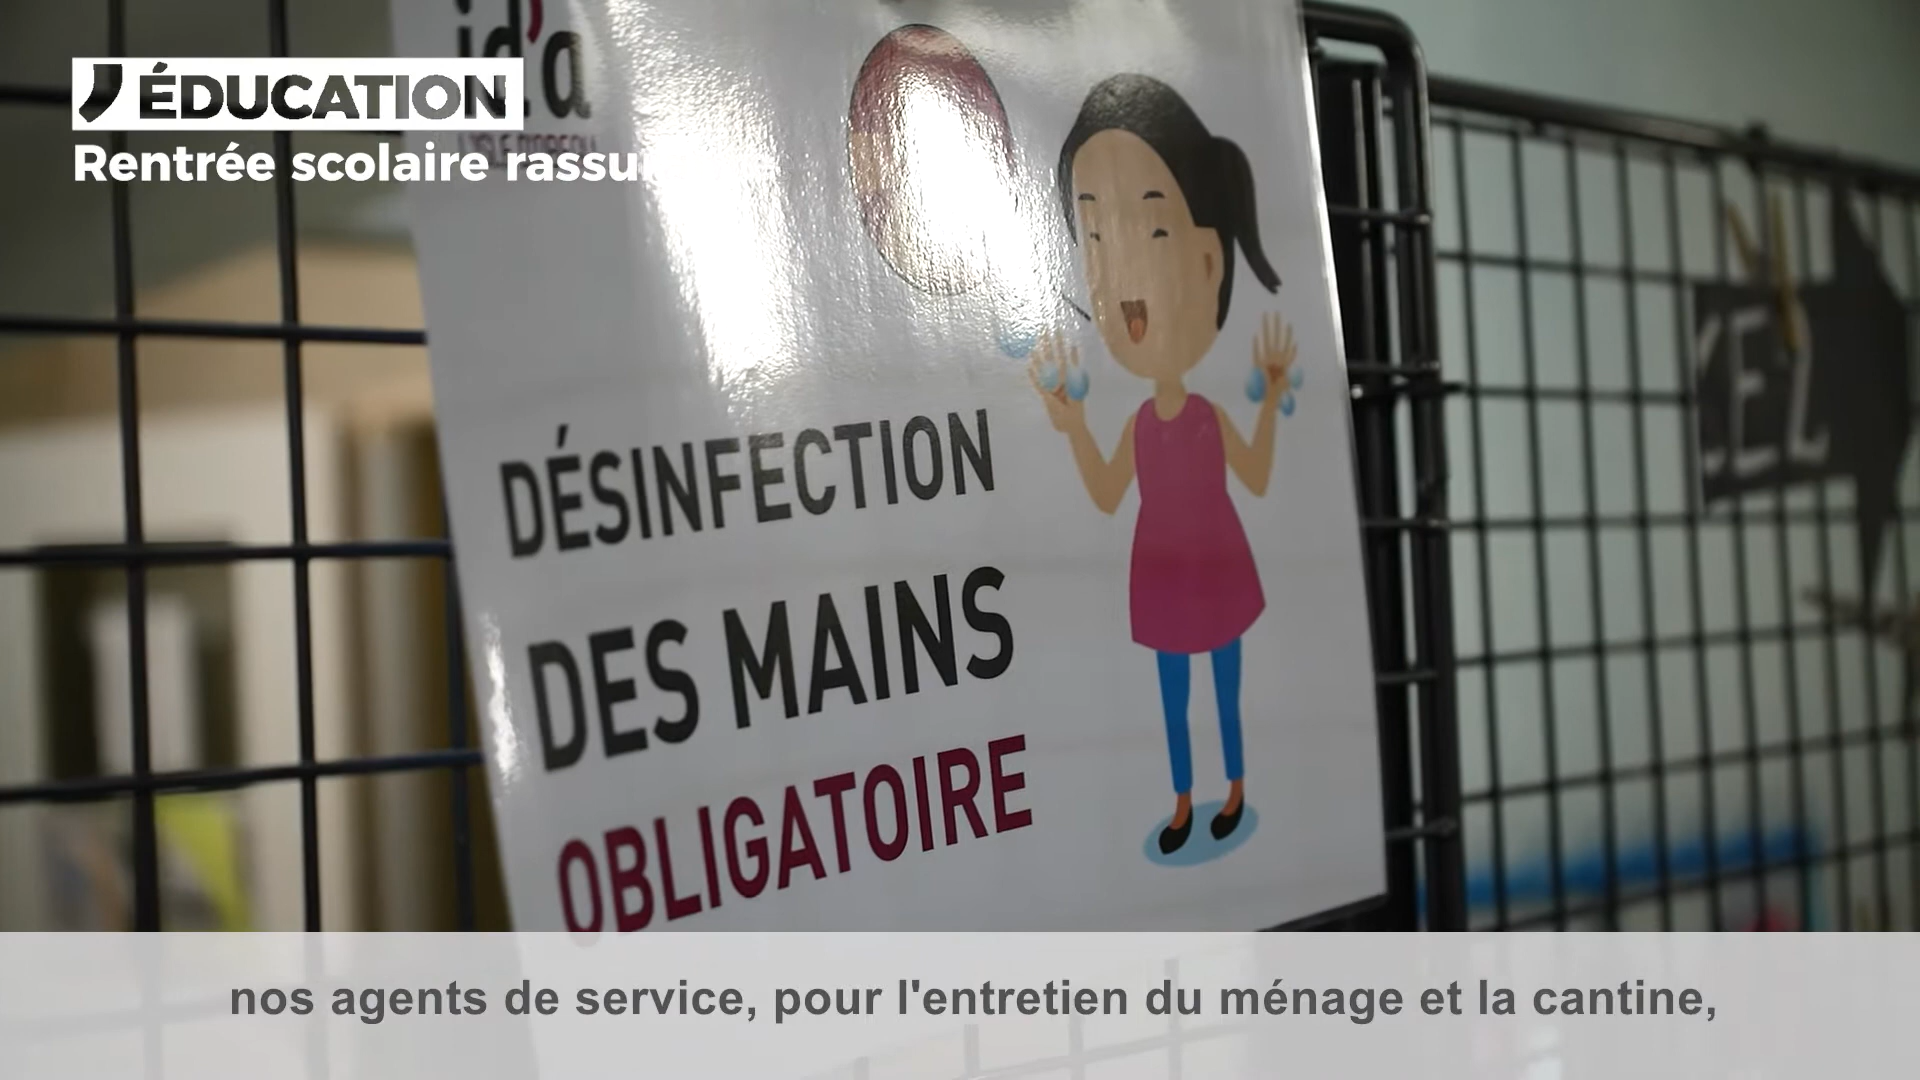 id'a
ÉDUCATION
Rentrée scolaire
DÉSINFECTION
DES MAINS
OBLIGATOIRE
nos agents de service, pour l'entretien du ménage et la cantine,